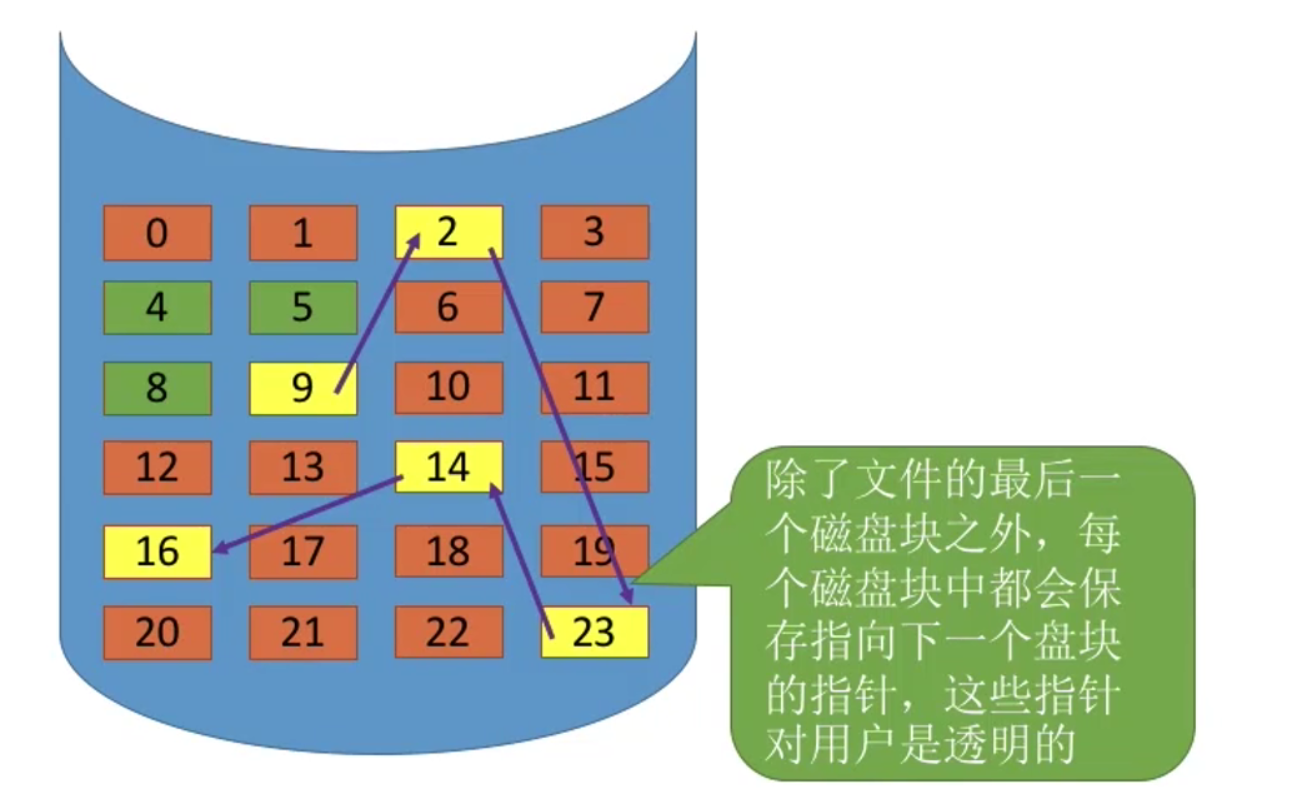 0 1 2 3
4 5 6 7
8 9 10 11
12 13 14 15
16 17 18 19
20 21 22 23
除了文件的最后一
个磁盘块之外，每
个磁盘块中都会保
存指向下一个盘块
的指针，这些指针
对用户是透明的